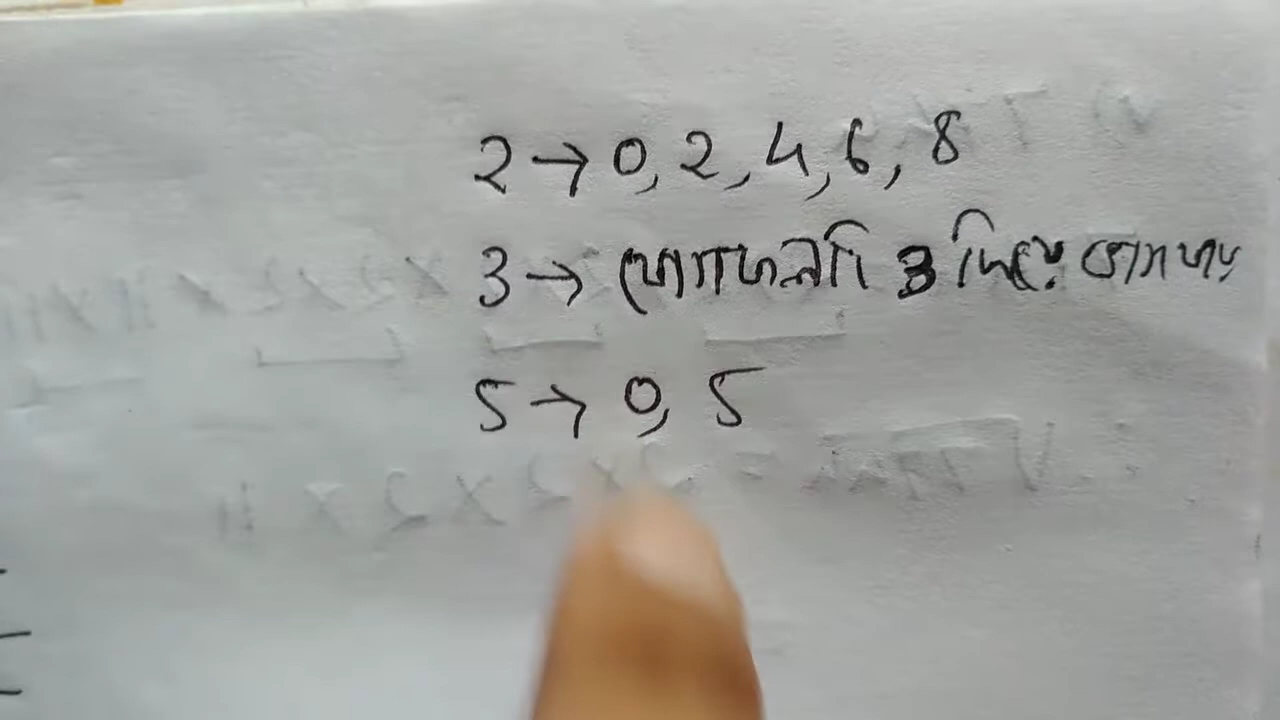 2 → 0, 2, 4, 6, 8
3 → যোগফলটি 3 দিয়ে ভাগ যায়
5 → 0, 5